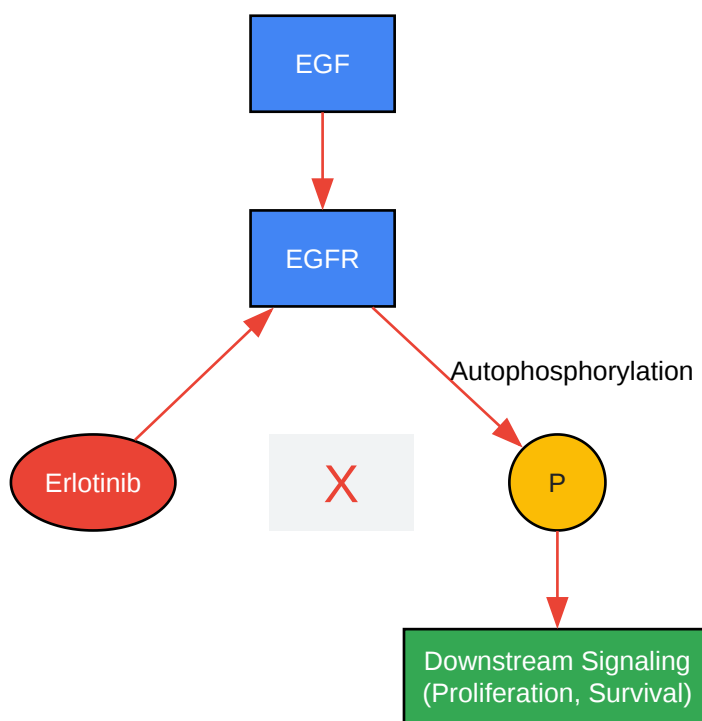 EGF
EGFR
Autophosphorylation
Erlotinib
X
P
Downstream Signaling
(Proliferation, Survival)